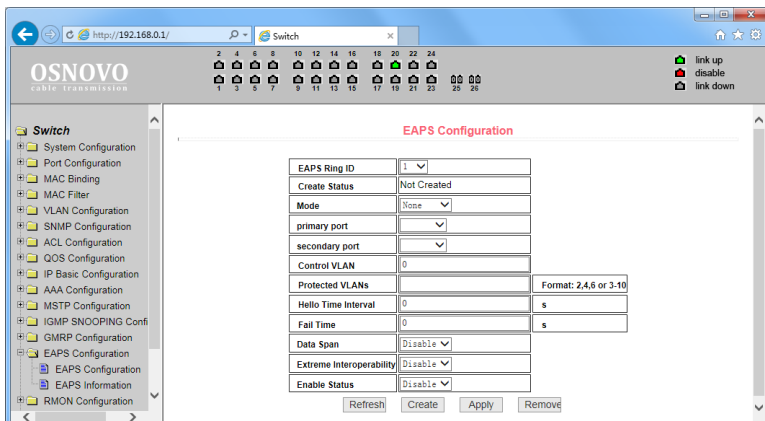 http://192.168.0.1/
Switch
OSNOVO
cable transmission
2 4 6 8 10 12 14 16 18 20 22 24
1 3 5 7 9 11 13 15 17 19 21 23 25 26
link up
disable
link down
Switch
System Configuration
Port Configuration
MAC Binding
MAC Filter
VLAN Configuration
SNMP Configuration
ACL Configuration
QOS Configuration
IP Basic Configuration
AAA Configuration
MSTP Configuration
IGMP SNOOPING Confi
GMRP Configuration
EAPS Configuration
EAPS Configuration
EAPS Information
RMON Configuration
EAPS Configuration
EAPS Ring ID 1
Create Status Not Created
Mode None
primary port
secondary port
Control VLAN 0
Protected VLANs Format: 2,4,6 or 3-10
Hello Time Interval 0 s
Fail Time 0 s
Data Span Disable
Extreme Interoperability Disable
Enable Status Disable
Refresh Create Apply Remove